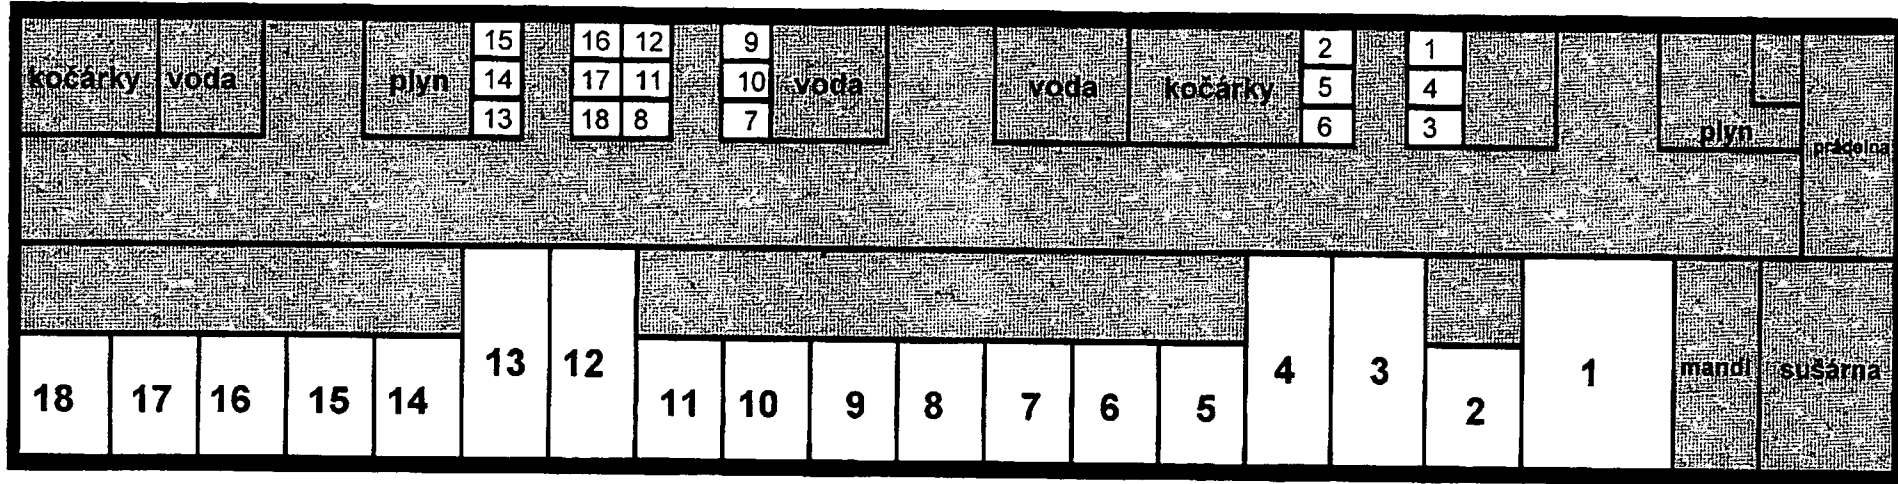 kočárky voda plyn 15 16 12 9 voda voda kočárky 2 1
14 17 11 10 5 4
13 18 8 7 6 3 plyn
prádelna
18 17 16 15 14 13 12 11 10 9 8 7 6 5 4 3 2 1 mandl sušárna